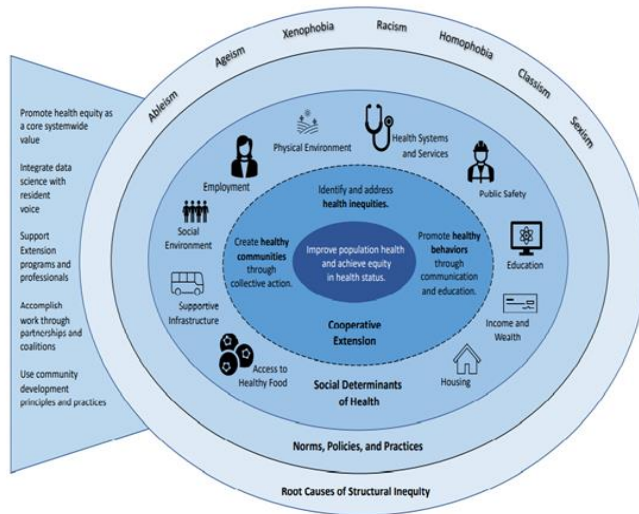 Ableism
Ageism
Xenophobia
Racism
Homophobia
Classism
Sexism
Promote health equity as
a core systemwide
value
Integrate data
science with
resident
voice
Support
Extension
programs and
professionals
Accomplish
work through
partnerships and
coalitions
Use community
development
principles and practices
Physical Environment
Health Systems
and Services
Employment
Public Safety
Social
Environment
Education
Supportive
Infrastructure
Income and
Wealth
Access to
Healthy Food
Housing
Identify and address
health inequities.
Create healthy
communities
through
collective action.
Improve population health
and achieve equity
in health status.
Promote healthy
behaviors
through
communication
and education.
Cooperative
Extension
Social Determinants
of Health
Norms, Policies, and Practices
Root Causes of Structural Inequity